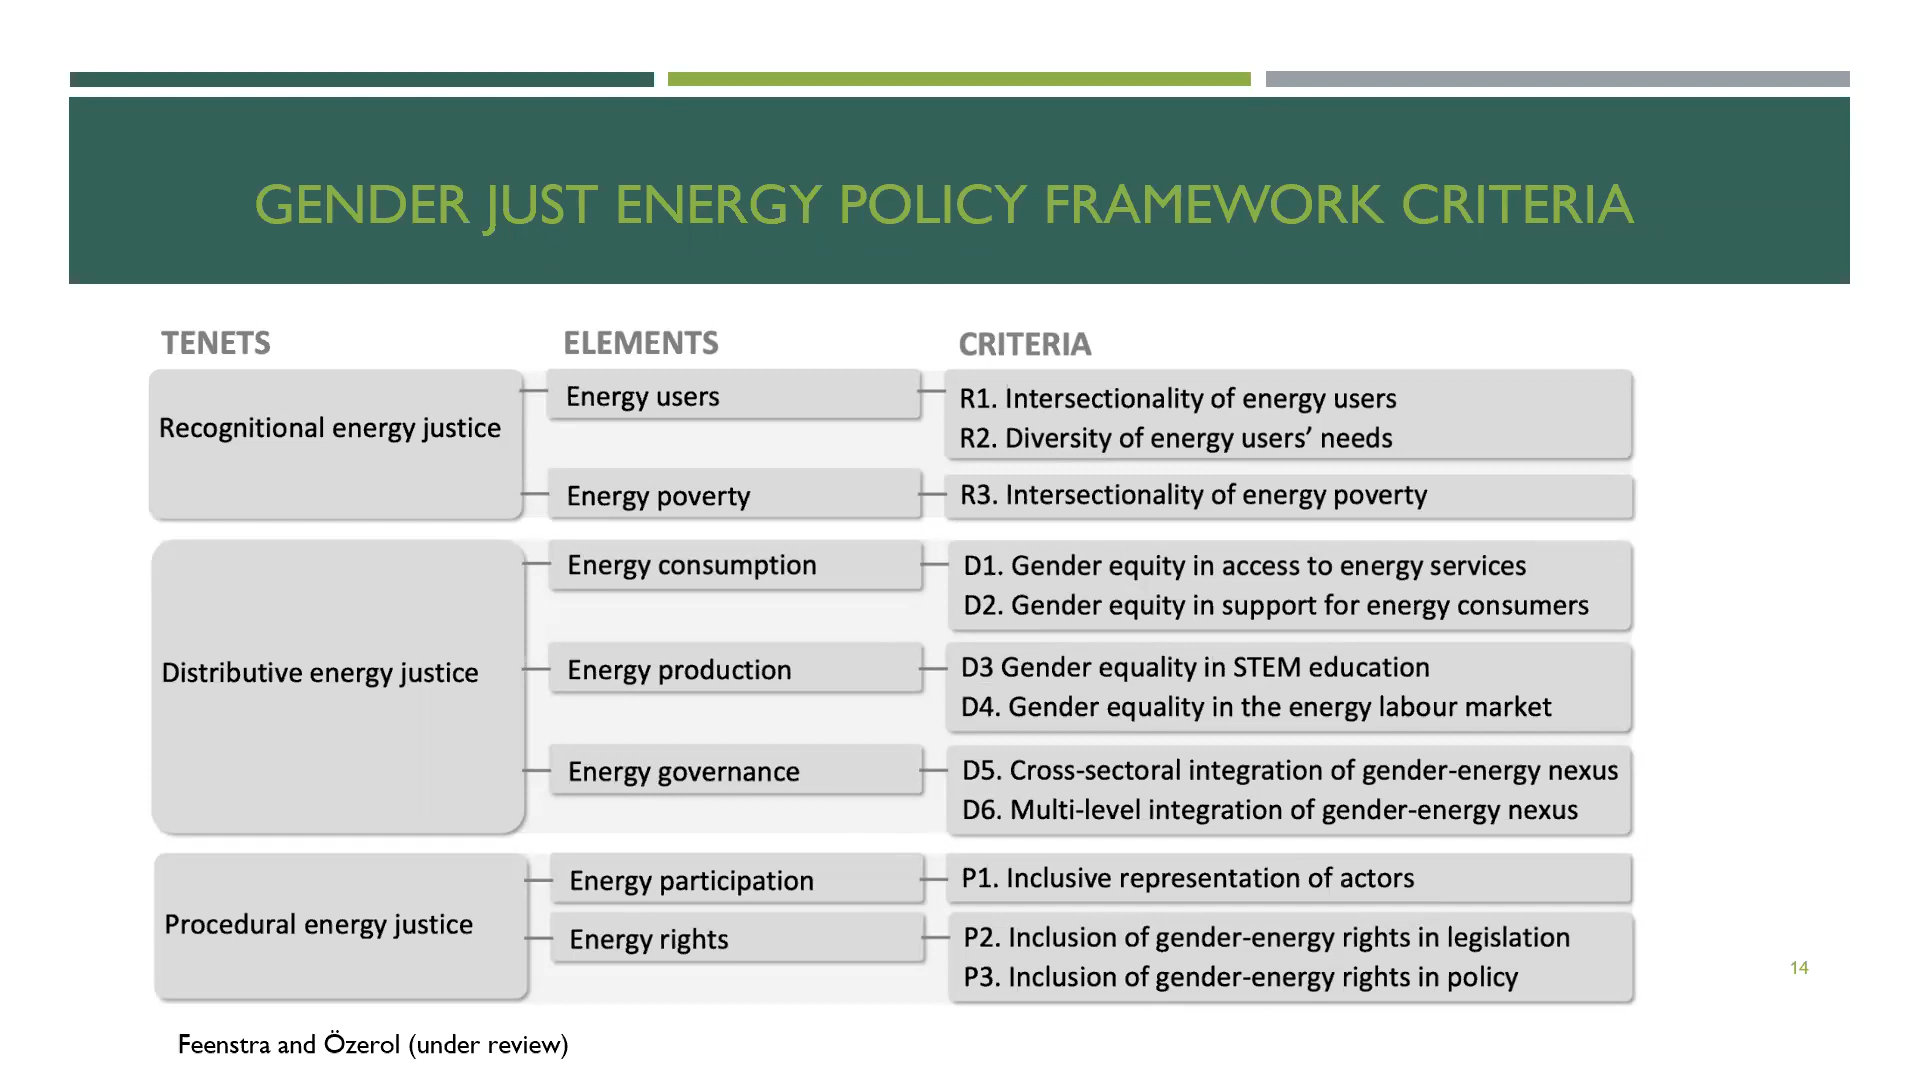 GENDER JUST ENERGY POLICY FRAMEWORK CRITERIA
TENETS
ELEMENTS
CRITERIA
Recognitional energy justice
Energy users
R1. Intersectionality of energy users
R2. Diversity of energy users’ needs
Energy poverty
R3. Intersectionality of energy poverty
Distributive energy justice
Energy consumption
D1. Gender equity in access to energy services
D2. Gender equity in support for energy consumers
Energy production
D3 Gender equality in STEM education
D4. Gender equality in the energy labour market
Energy governance
D5. Cross-sectoral integration of gender-energy nexus
D6. Multi-level integration of gender-energy nexus
Procedural energy justice
Energy participation
P1. Inclusive representation of actors
Energy rights
P2. Inclusion of gender-energy rights in legislation
P3. Inclusion of gender-energy rights in policy
14
Feenstra and Özerol (under review)